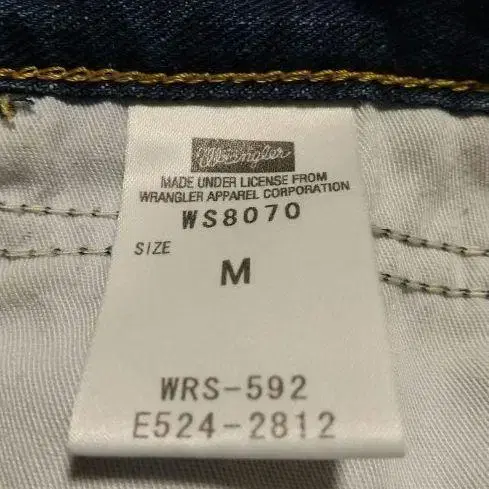 Wrangler
MADE UNDER LICENSE FROM
WRANGLER APPAREL CORPORATION
WS8070
SIZE
M
WRS-592
E524-2812